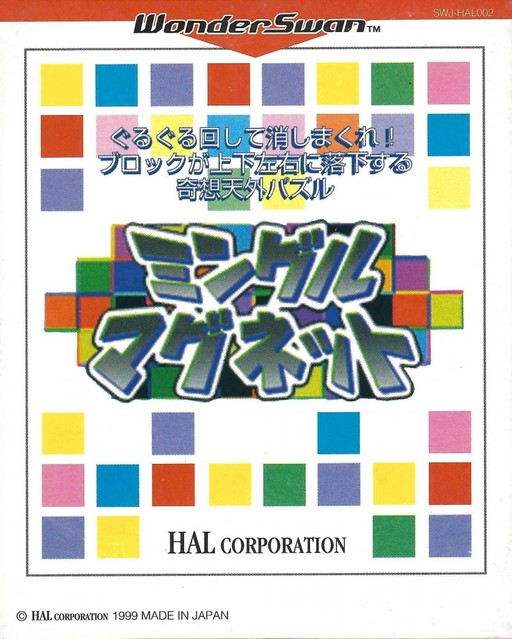 WonderSwan™
SWJ-HAL002
ぐるぐる回して消しまくれ！
ブロックが上下左右に落下する
奇想天外パズル
ミングル
マグネット
HAL CORPORATION
© HAL CORPORATION 1999 MADE IN JAPAN